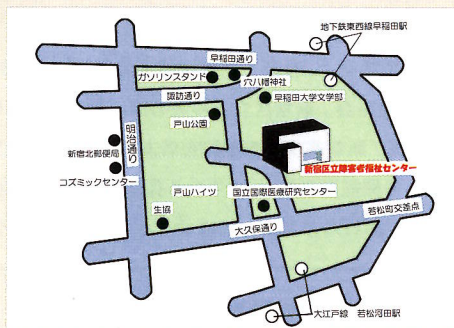 地下鉄東西線早稲田駅
早稲田通り
ガソリンスタンド
穴八幡神社
諏訪通り
早稲田大学文学部
戸山公園
明治通り
新宿北郵便局
コズミックセンター
新宿区立障害者福祉センター
戸山ハイツ
国立国際医療研究センター
生協
若松町交差点
大久保通り
大江戸線 若松河田駅